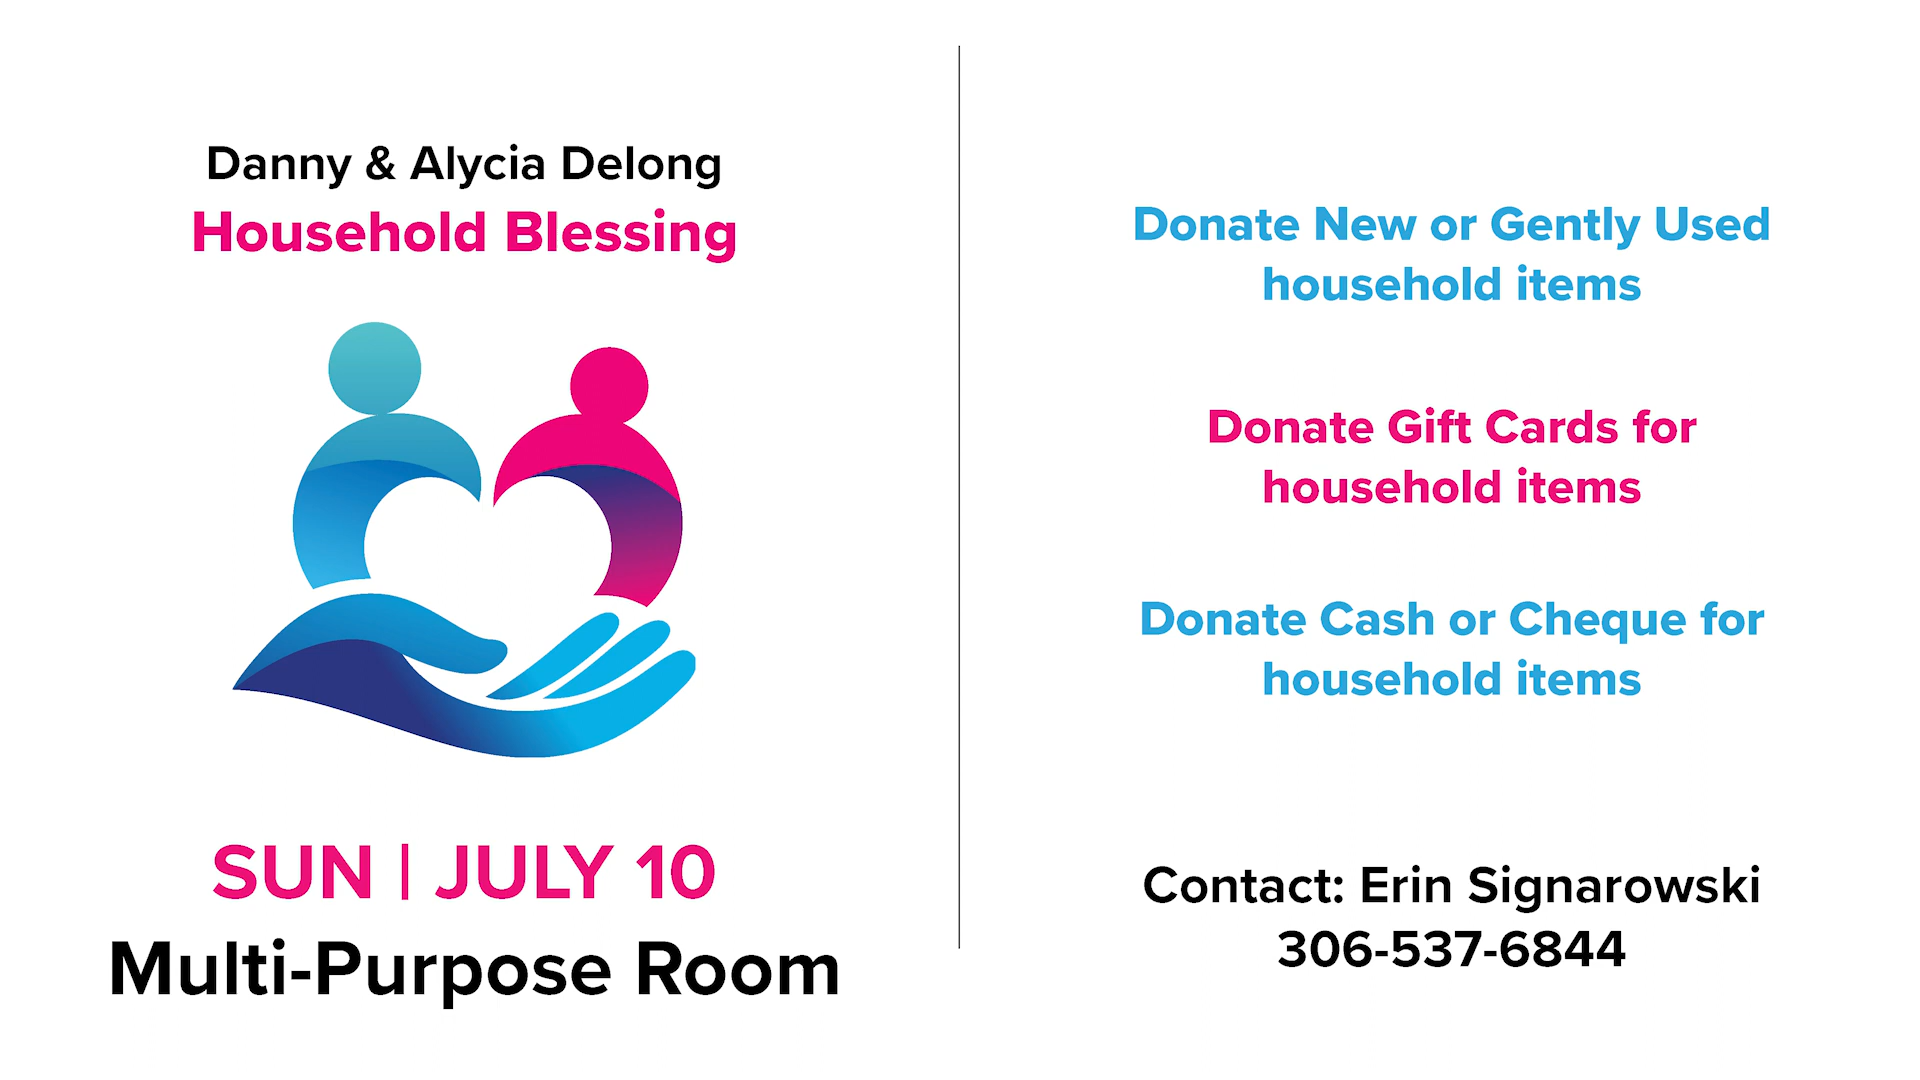 Danny & Alycia Delong
Household Blessing
SUN | JULY 10
Multi-Purpose Room
Donate New or Gently Used
household items
Donate Gift Cards for
household items
Donate Cash or Cheque for
household items
Contact: Erin Signarowski
306-537-6844